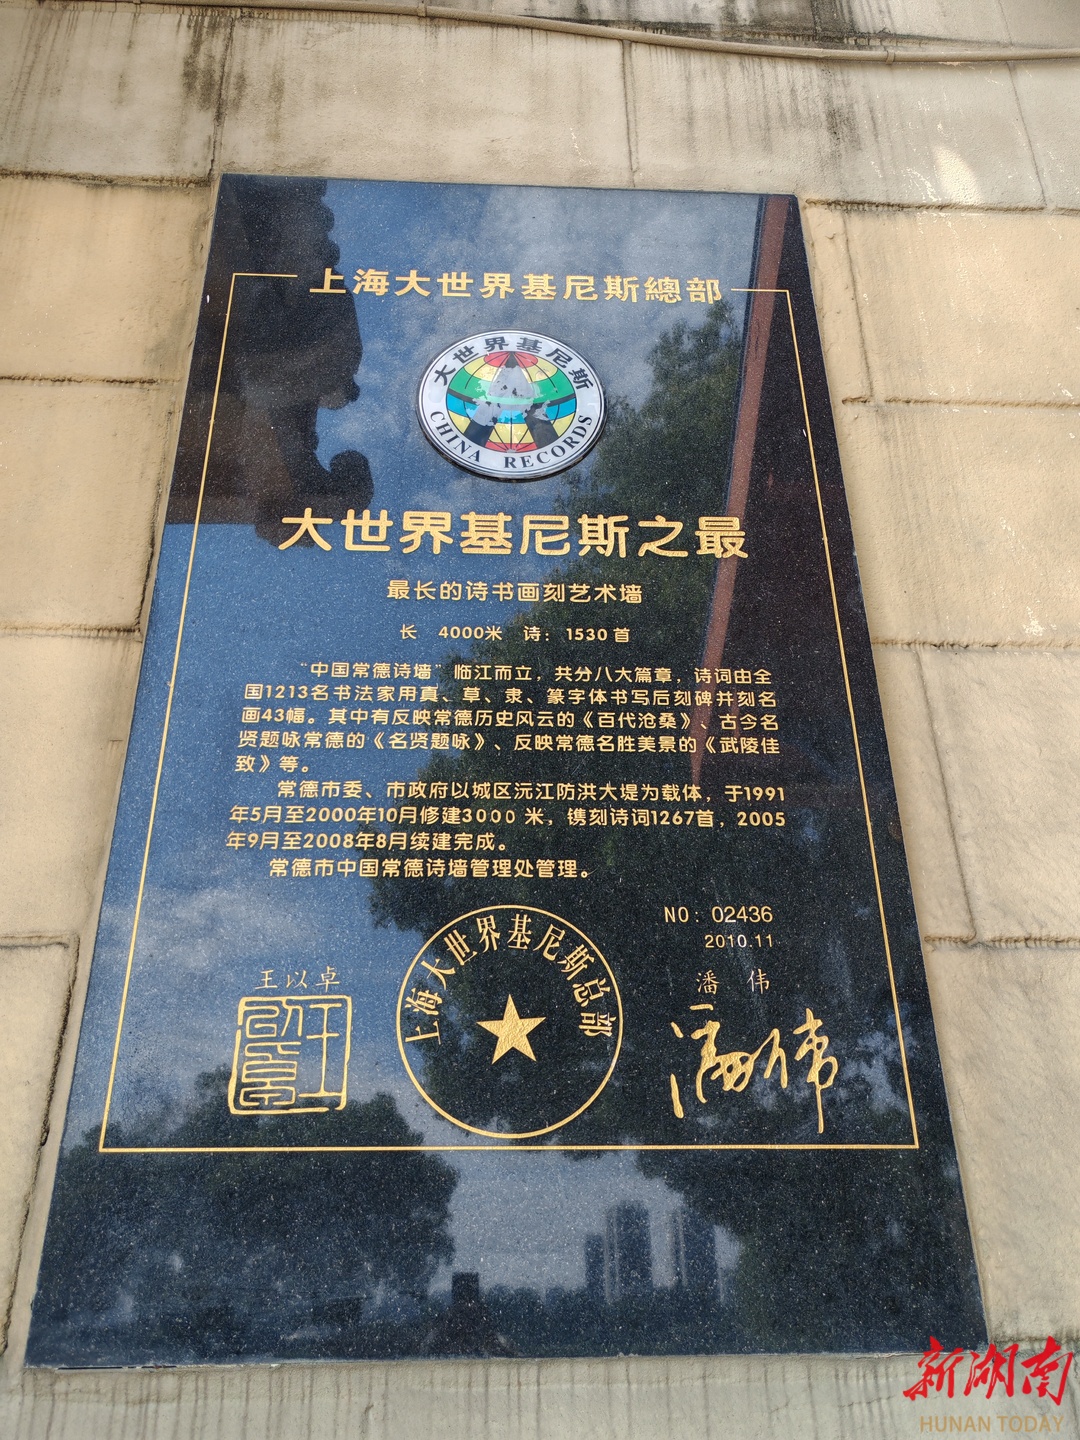 上海大世界基尼斯總部
大世界基尼斯
CHINA RECORDS
大世界基尼斯之最
最长的诗书画刻艺术墙
长 4000米 诗：1530首
“中国常德诗墙”临江而立，共分八大篇章，诗词由全
国1213名书法家用真、草、隶、篆字体书写后刻碑并刻名
画43幅。其中有反映常德历史风云的《百代沧桑》、古今名
贤题咏常德的《名贤题咏》、反映常德名胜美景的《武陵佳
致》等。
常德市委、市政府以城区沅江防洪大堤为载体，于1991
年5月至2000年10月修建3000 米，镌刻诗词1267首，2005
年9月至2008年8月续建完成。
常德市中国常德诗墙管理处管理。
NO：02436
2010.11
王以卓
上海大世界基尼斯总部
潘 伟
潘伟
新湖南
HUNAN TODAY